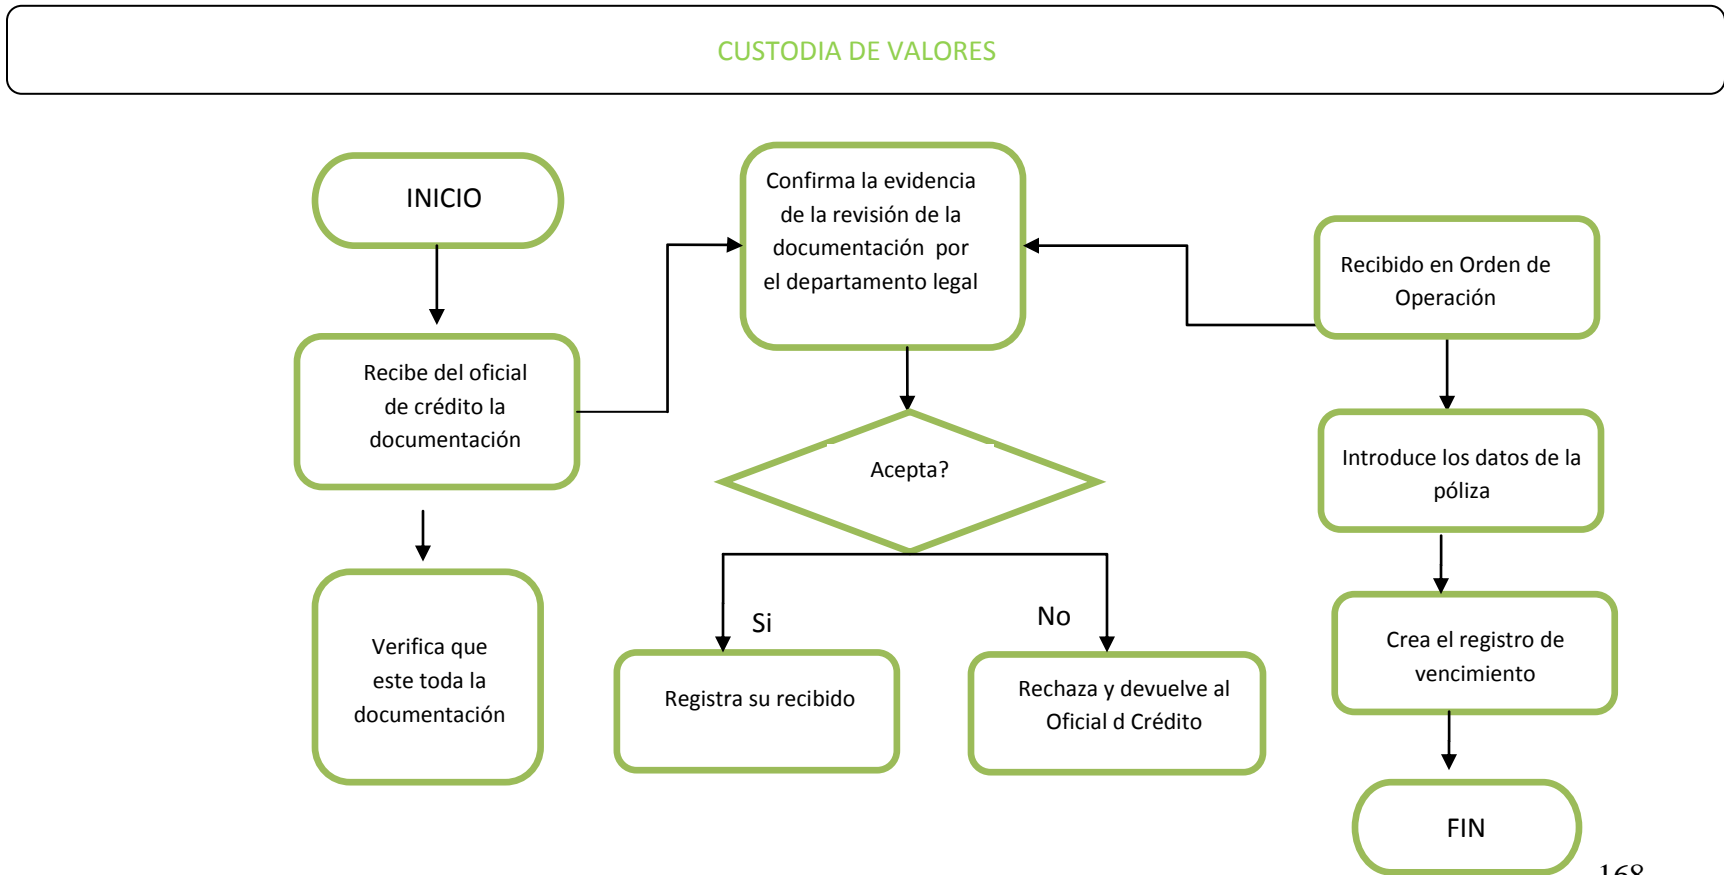 CUSTODIA DE VALORES
INICIO
Recibe del oficial
de crédito la
documentación
Verifica que
este toda la
documentación
Confirma la evidencia
de la revisión de la
documentación por
el departamento legal
Acepta?
Si
No
Registra su recibido
Rechaza y devuelve al
Oficial d Crédito
Recibido en Orden de
Operación
Introduce los datos de la
póliza
Crea el registro de
vencimiento
FIN
168